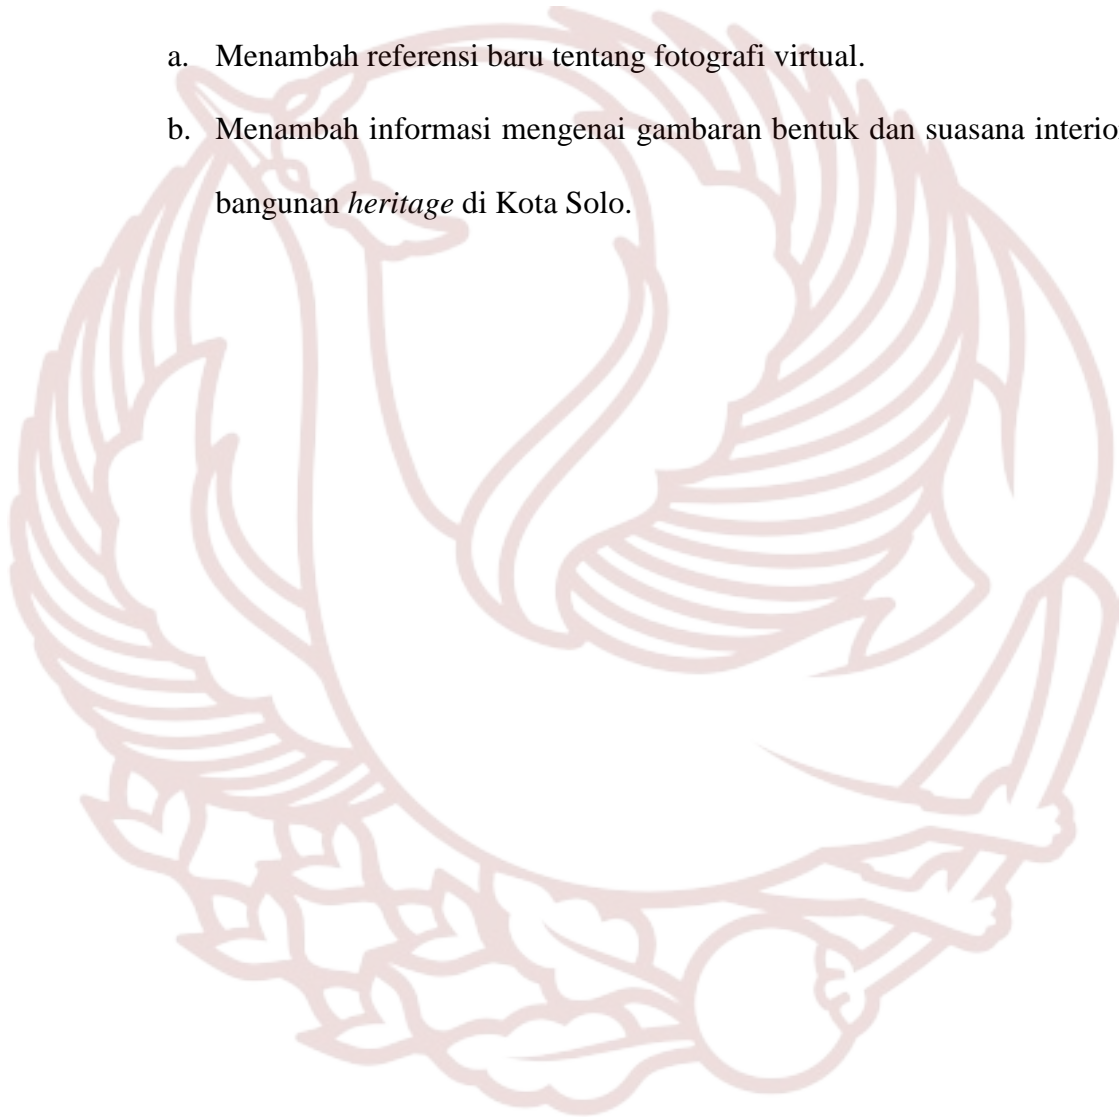 a. Menambah referensi baru tentang fotografi virtual.
b. Menambah informasi mengenai gambaran bentuk dan suasana interio
bangunan heritage di Kota Solo.